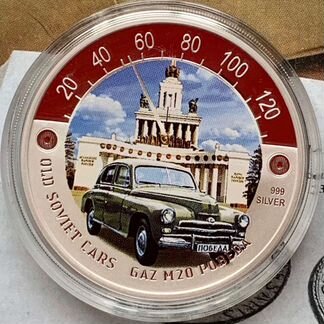 20 40 60 80 100 120
999
SILVER
OLD SOVIET CARS
GAZ M20 POBEDA
ПОБЕДА